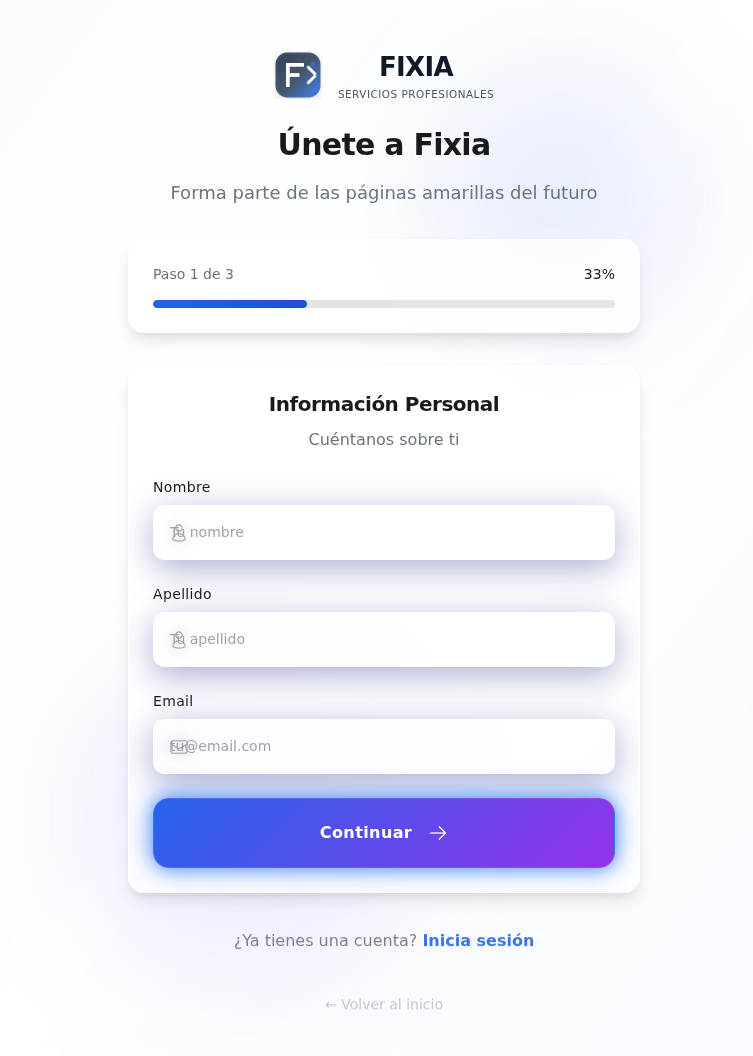 FIXIA
SERVICIOS PROFESIONALES
Únete a Fixia
Forma parte de las páginas amarillas del futuro
Paso 1 de 3
33%
Información Personal
Cuéntanos sobre ti
Nombre
Tu nombre
Apellido
Tu apellido
Email
tu@email.com
Continuar →
¿Ya tienes una cuenta? Inicia sesión
← Volver al inicio